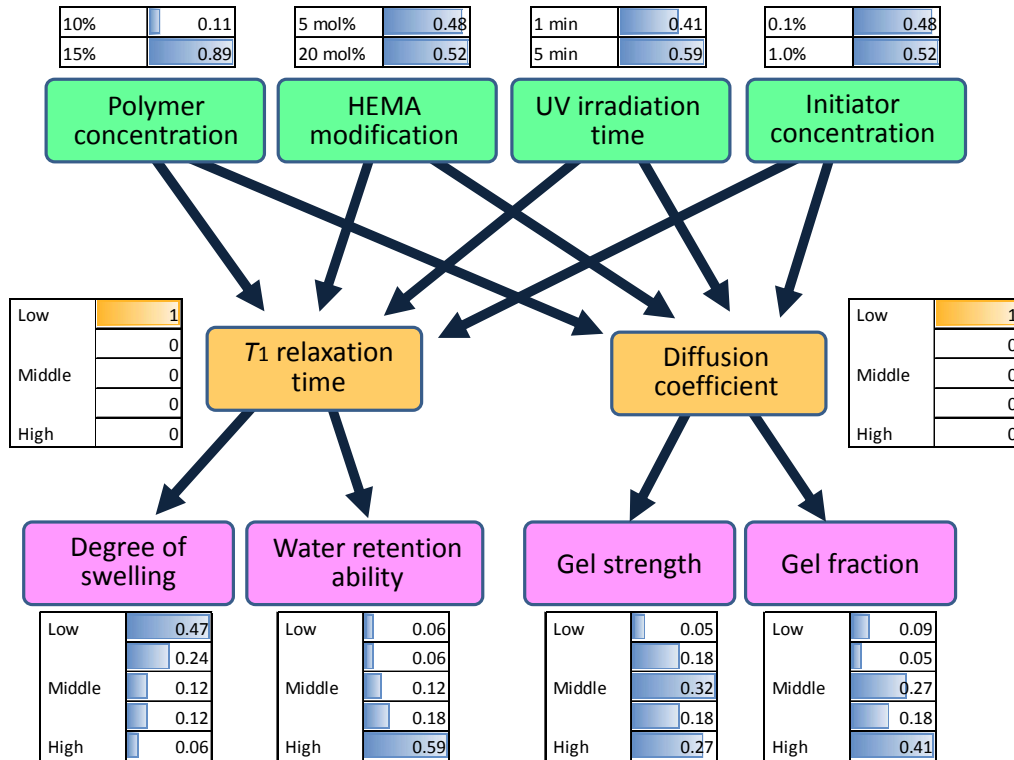 10% 0.11
15% 0.89
5 mol% 0.48
20 mol% 0.52
1 min 0.41
5 min 0.59
0.1% 0.48
1.0% 0.52
Polymer
concentration
HEMA
modification
UV irradiation
time
Initiator
concentration
Low 1
0
Middle 0
0
High 0
T1 relaxation
time
Diffusion
coefficient
Low 1
0
Middle 0
0
High 0
Degree of
swelling
Water retention
ability
Gel strength
Gel fraction
Low 0.47
0.24
Middle 0.12
0.12
High 0.06
Low 0.06
0.06
Middle 0.12
0.18
High 0.59
Low 0.05
0.18
Middle 0.32
0.18
High 0.27
Low 0.09
0.05
Middle 0.27
0.18
High 0.41